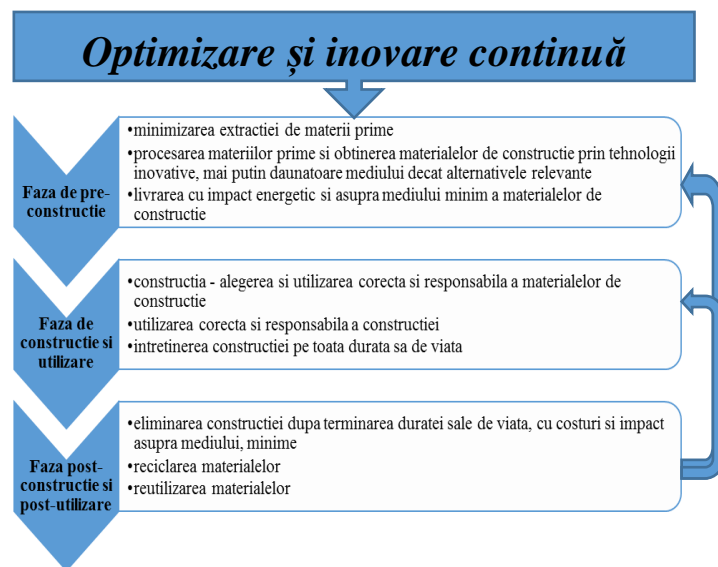 Optimizare și inovare continuă
Faza de pre-
constructie
•minimizarea extractiei de materii prime
•procesarea materiilor prime si obtinerea materialelor de constructie prin tehnologii
inovative, mai putin daunatoare mediului decat alternativele relevante
•livrarea cu impact energetic si asupra mediului minim a materialelor de
constructie
Faza de
constructie si
utilizare
•constructia - alegerea si utilizarea corecta si responsabila a materialelor de
constructie
•utilizarea corecta si responsabila a constructiei
•intretinerea constructiei pe toata durata sa de viata
Faza post-
constructie si
post-utilizare
•eliminarea constructiei dupa terminarea duratei sale de viata, cu costuri si impact
asupra mediului, minime
•reciclarea materialelor
•reutilizarea materialelor